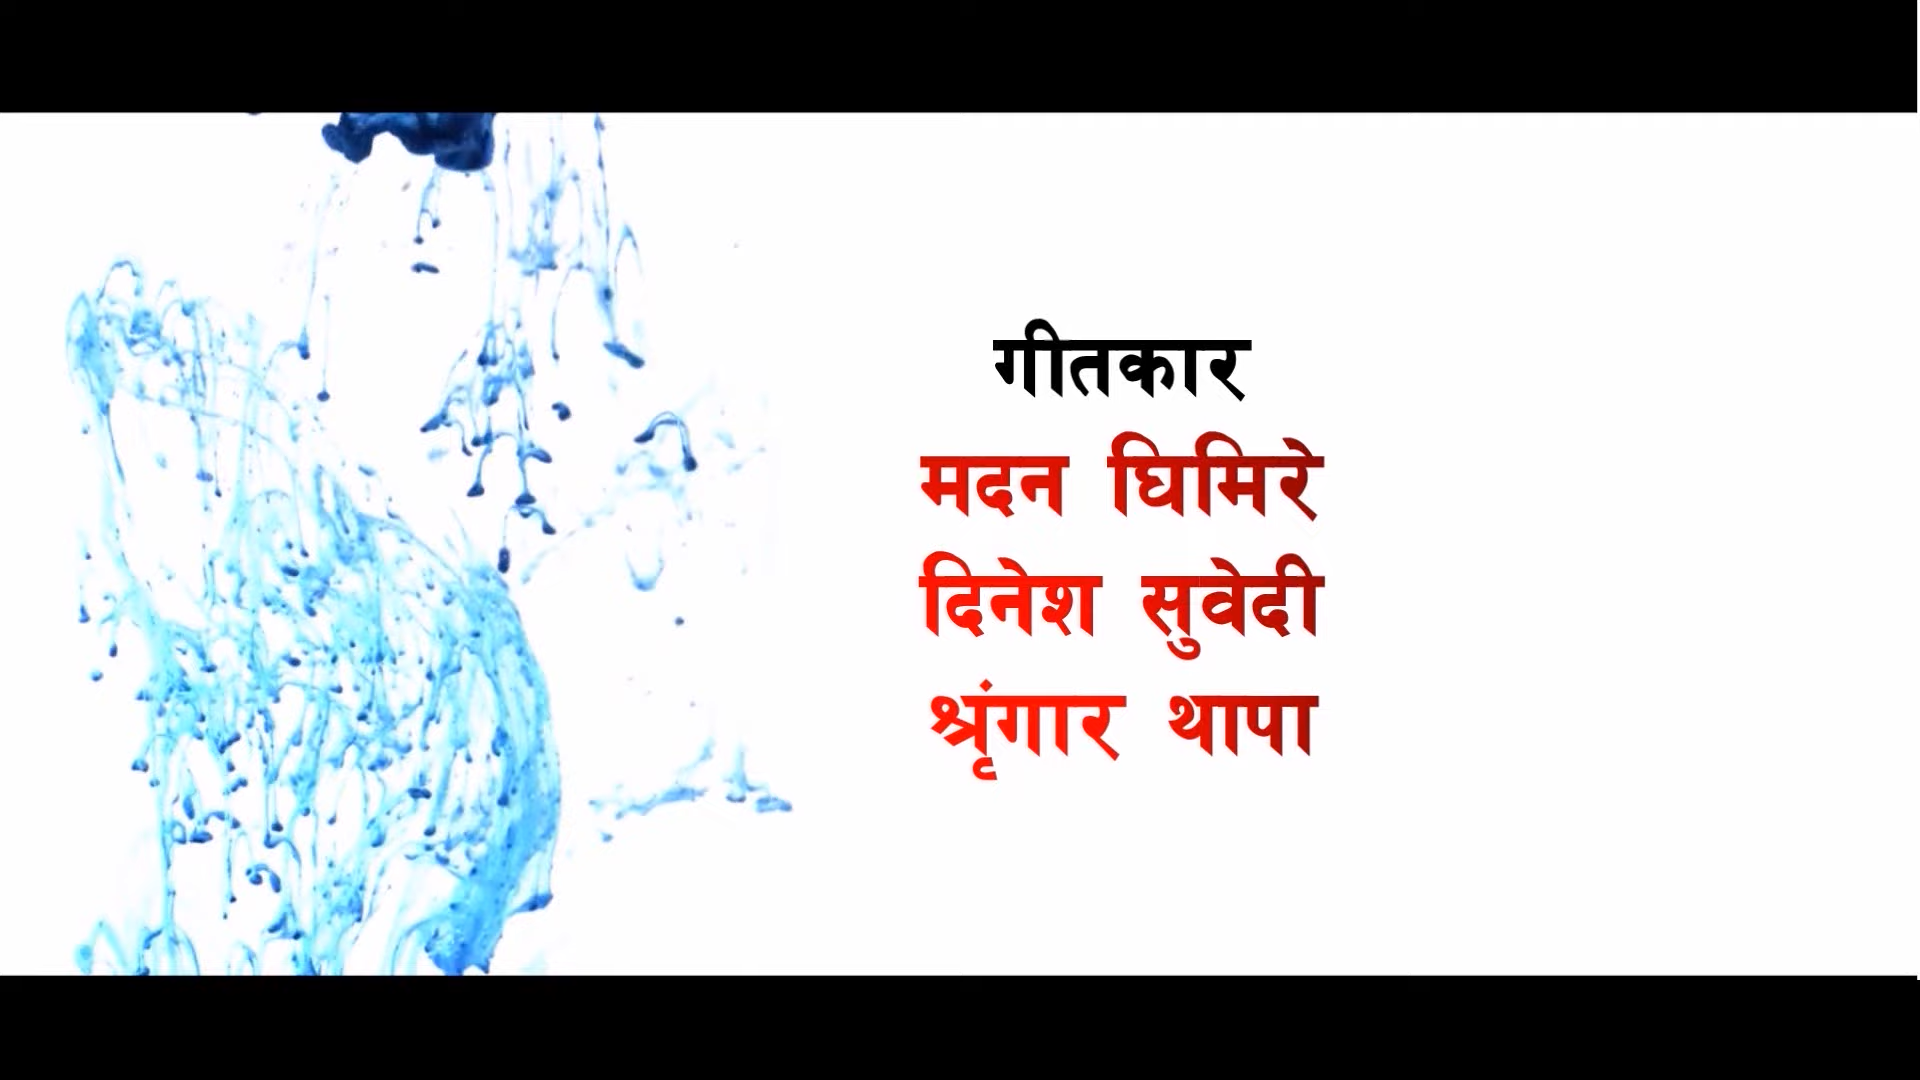 गीतकार
मदन घिमिरे
दिनेश सुवेदी
श्रृंगार थापा